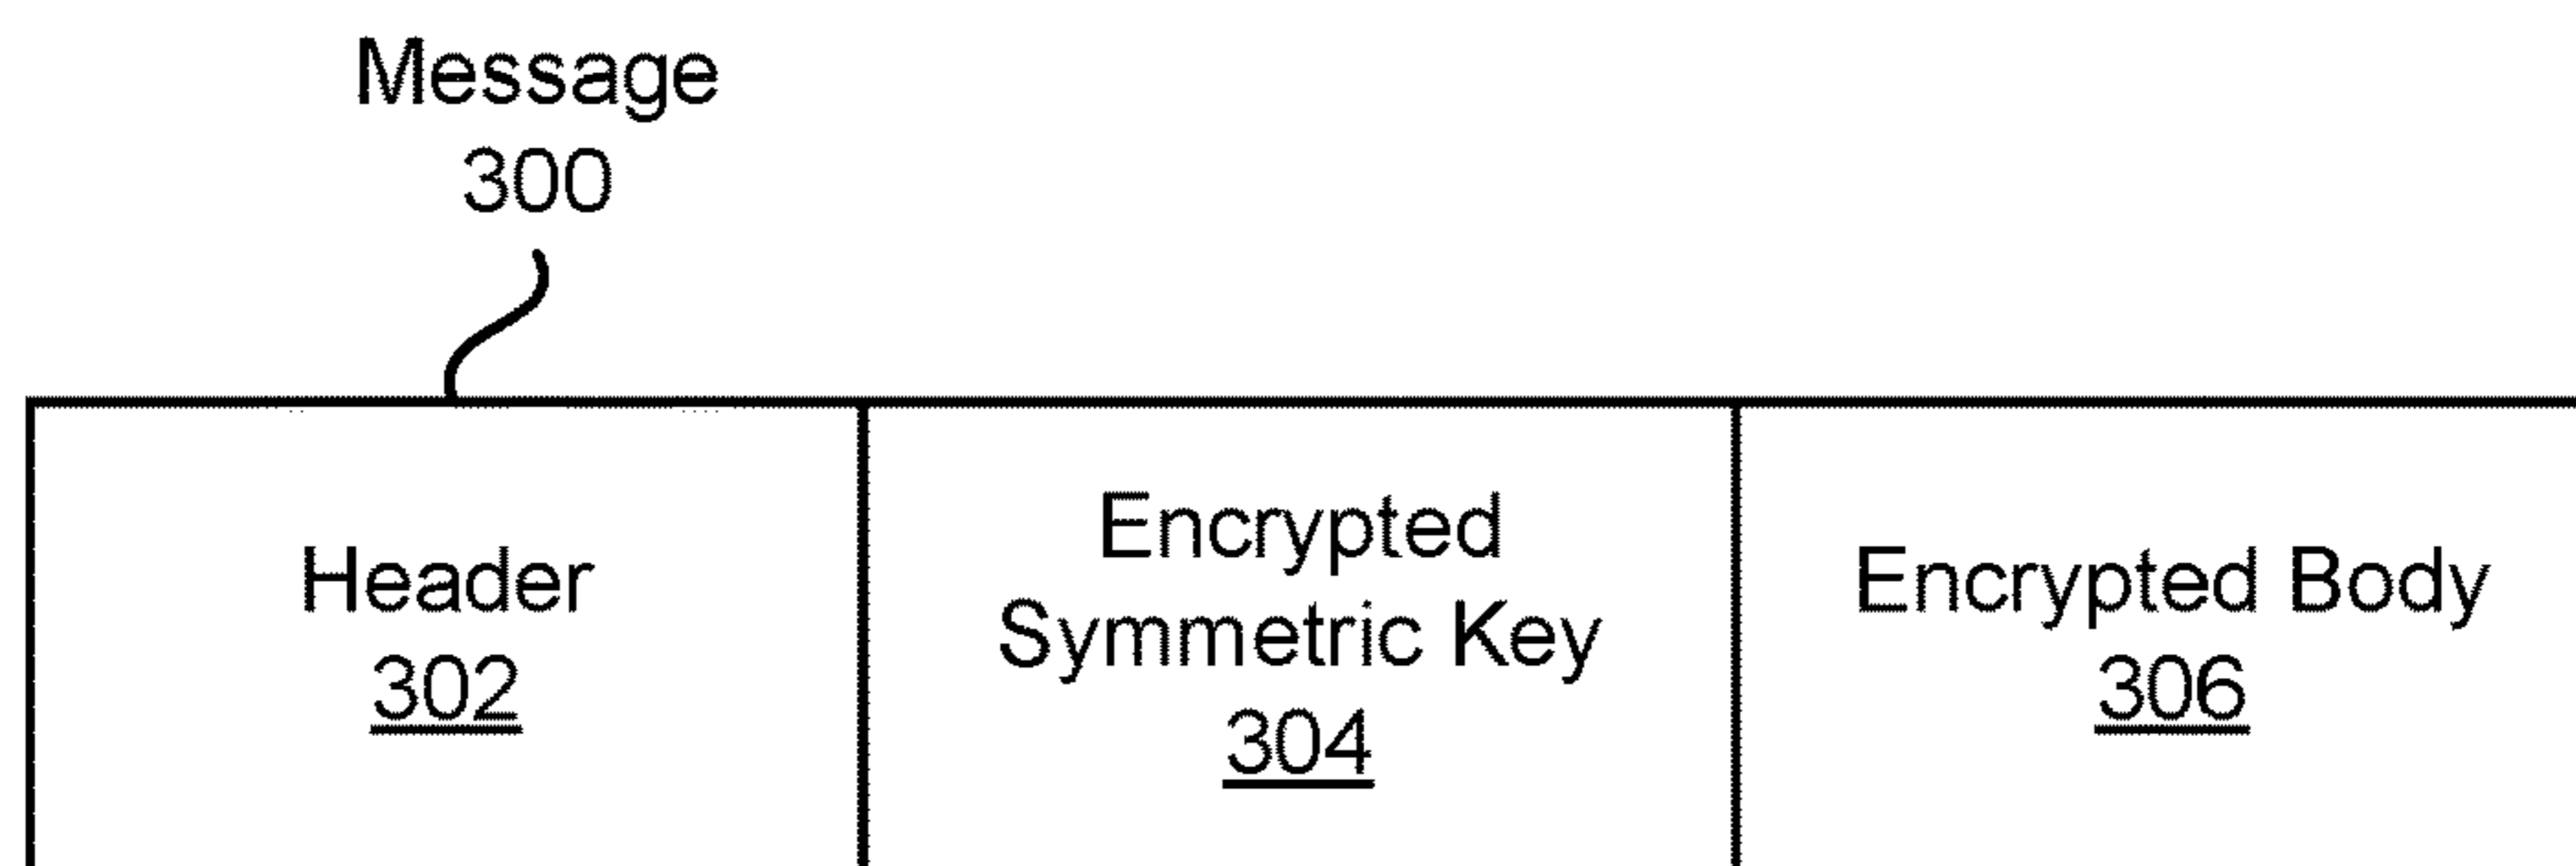 Message
300
Header
302
Encrypted
Symmetric Key
304
Encrypted Body
306